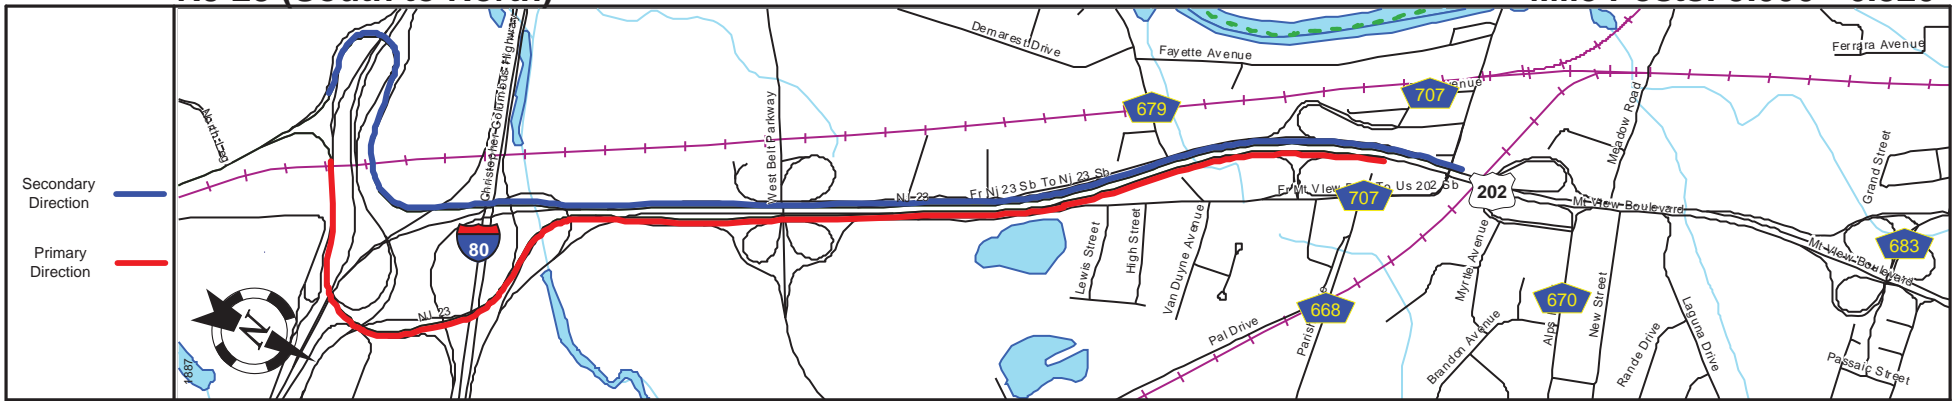 Secondary
Direction
Primary
Direction
Christopher Columbus Highway
80
NJ 23
N
1887
West Belt Parkway
Demarest Drive
Fayette Avenue
679
707
NJ 23
Fr NJ 23 Sb To NJ 23 Sb
707
To Us 202 Sb
202
Mt View Boulevard
Meadow Road
Ferrara Avenue
Grand Street
683
Mt View Boulevard
Lewis Street
High Street
Van Duyne Avenue
Pal Drive
668
Myrtle Avenue
Brandon Avenue
670
New Street
Rande Drive
Laguna Drive
Passaic Street